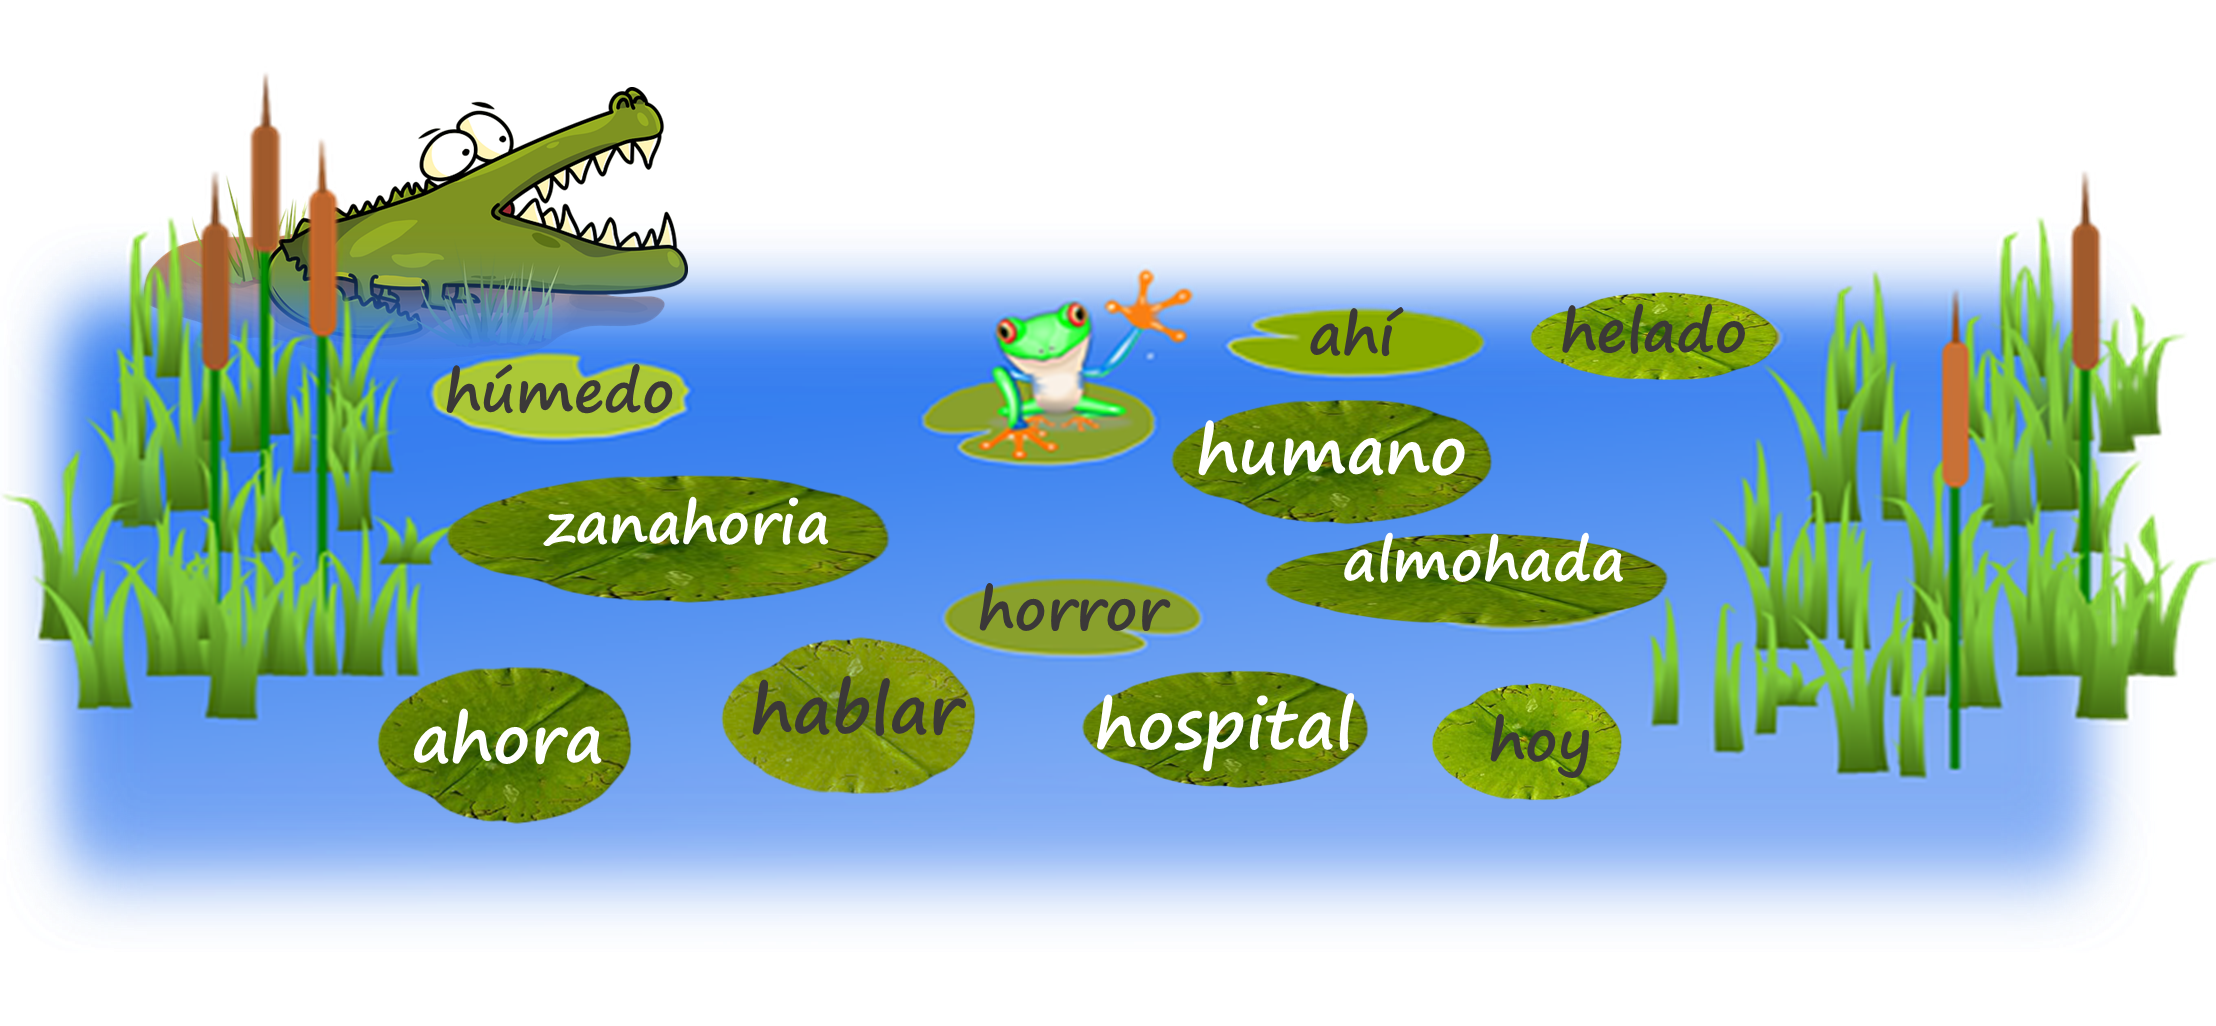 ahí
helado
húmedo
humano
zanahoria
almohada
horror
ahora
hablar
hospital
hoy